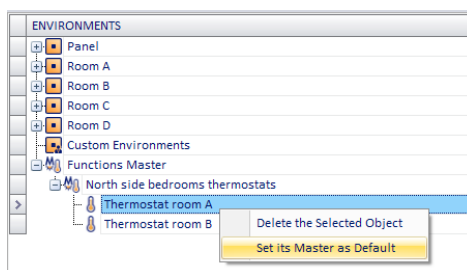 ENVIRONMENTS
Panel
Room A
Room B
Room C
Room D
Custom Environments
Functions Master
North side bedrooms thermostats
Thermostat room A
Thermostat room B
Delete the Selected Object
Set its Master as Default